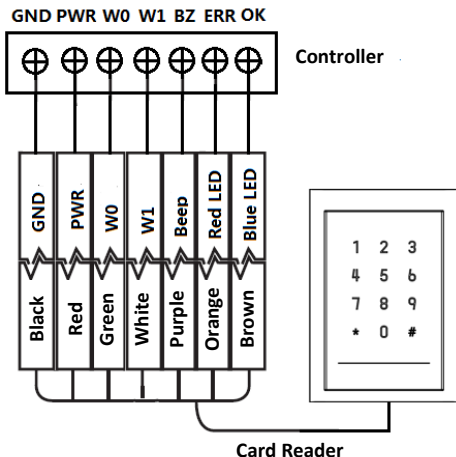 GND PWR W0 W1 BZ ERR OK
Controller
GND
PWR
W0
W1
Beep
Red LED
Blue LED
Black
Red
Green
White
Purple
Orange
Brown
1 2 3
4 5 6
7 8 9
* 0 #
Card Reader